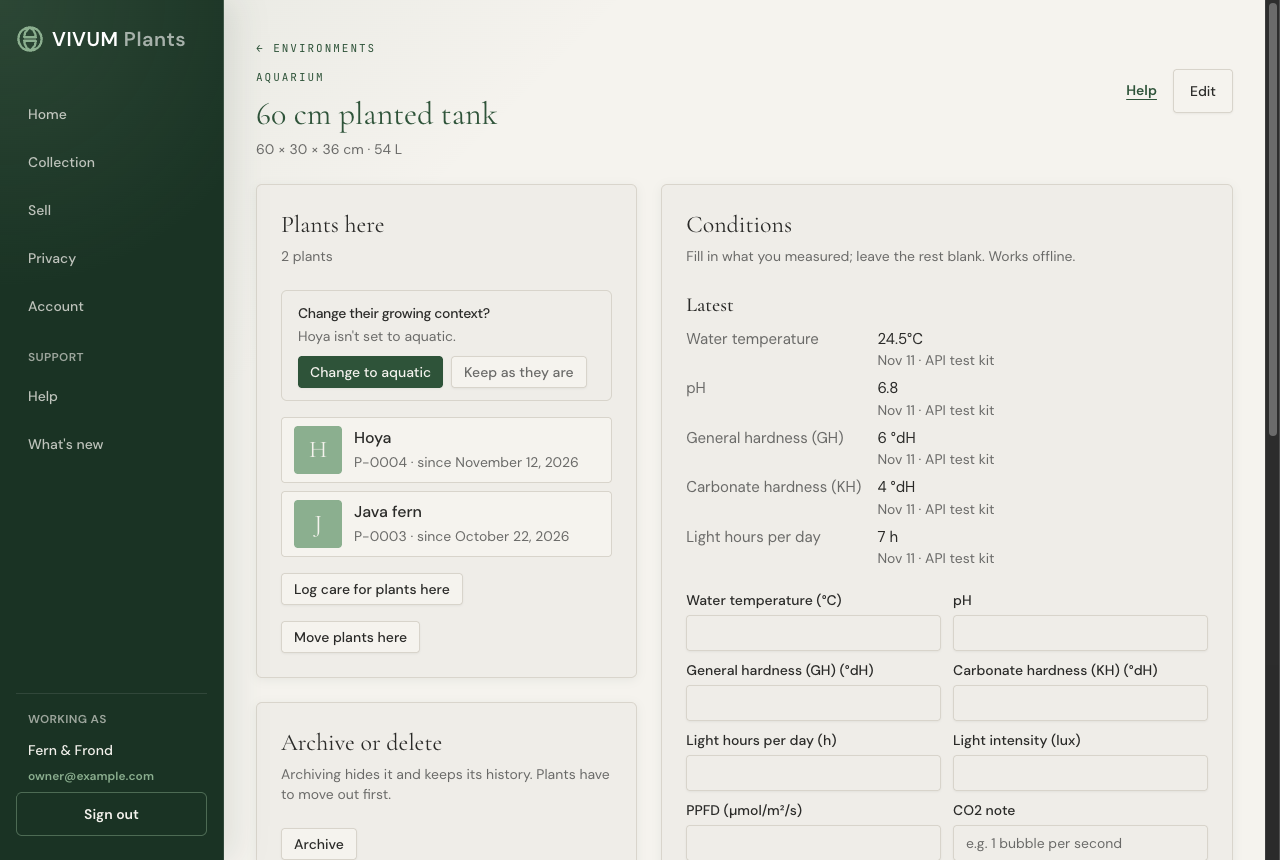 VIVUM Plants
Home
Collection
Sell
Privacy
Account
SUPPORT
Help
What's new
WORKING AS
Fern & Frond
owner@example.com
Sign out
← ENVIRONMENTS
AQUARIUM
60 cm planted tank
60 × 30 × 36 cm · 54 L
Help
Edit
Plants here
2 plants
Change their growing context?
Hoya isn't set to aquatic.
Change to aquatic
Keep as they are
H
Hoya
P-0004 · since November 12, 2026
J
Java fern
P-0003 · since October 22, 2026
Log care for plants here
Move plants here
Archive or delete
Archiving hides it and keeps its history. Plants have
to move out first.
Archive
Conditions
Fill in what you measured; leave the rest blank. Works offline.
Latest
Water temperature
24.5°C
Nov 11 · API test kit
pH
6.8
Nov 11 · API test kit
General hardness (GH)
6 °dH
Nov 11 · API test kit
Carbonate hardness (KH)
4 °dH
Nov 11 · API test kit
Light hours per day
7 h
Nov 11 · API test kit
Water temperature (°C)
pH
General hardness (GH) (°dH)
Carbonate hardness (KH) (°dH)
Light hours per day (h)
Light intensity (lux)
PPFD (µmol/m²/s)
CO2 note
e.g. 1 bubble per second